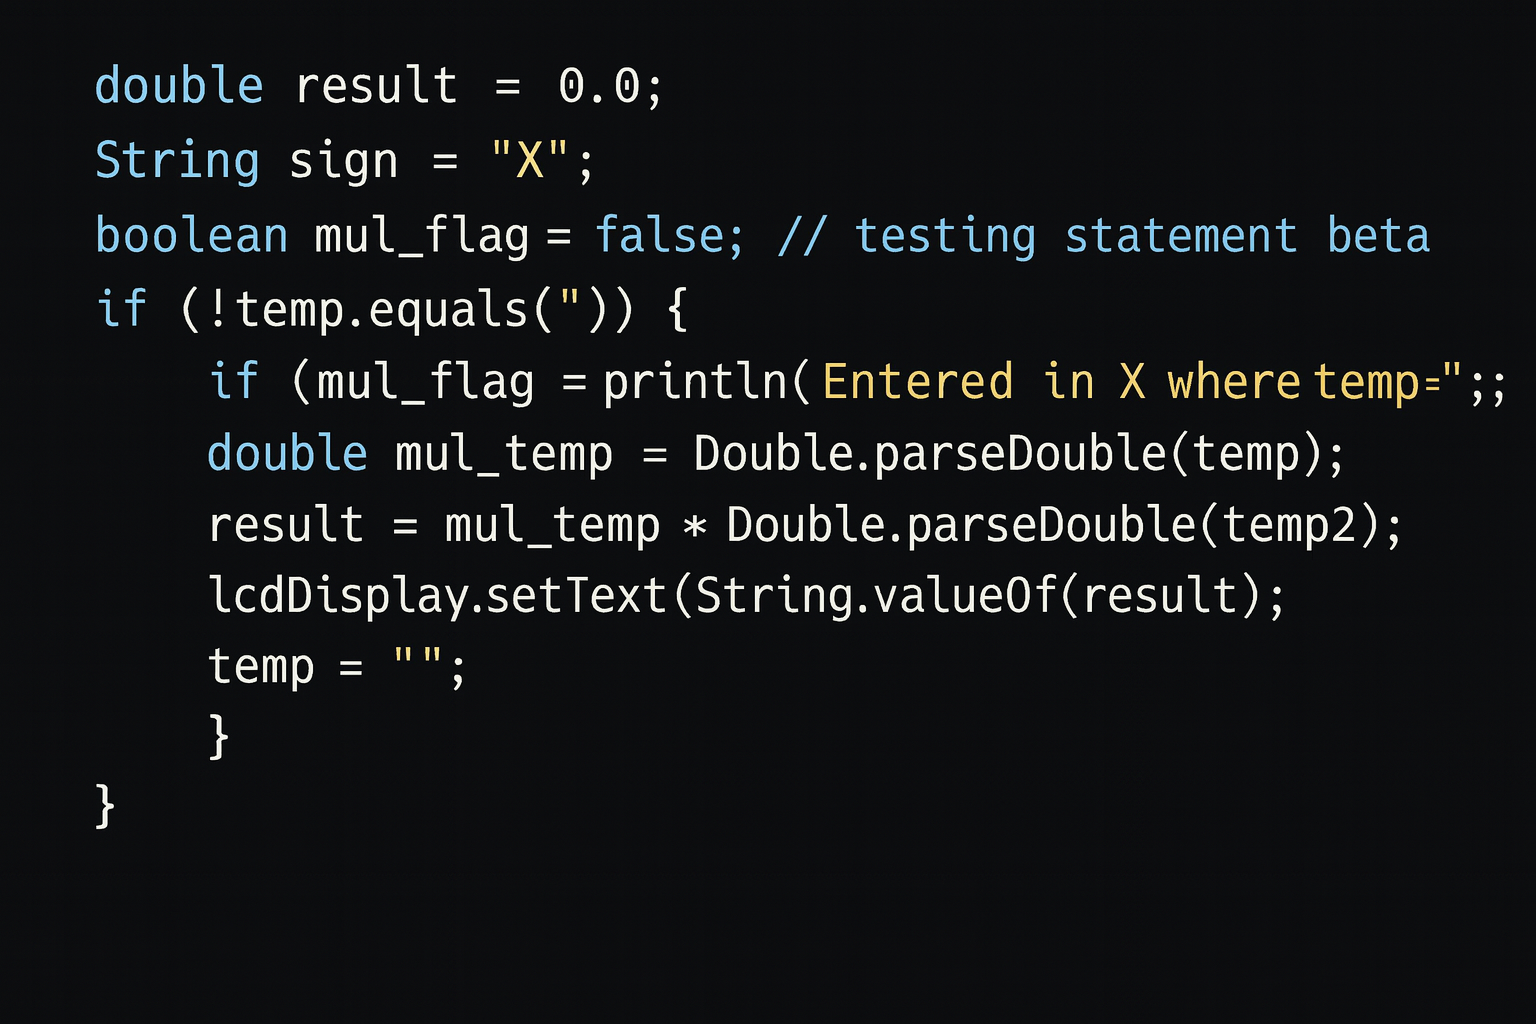 double result = 0.0;
String sign = "X";
boolean mul_flag = false; // testing statement beta
if (!temp.equals(")) {
if (mul_flag = println(Entered in X where temp=";;
double mul_temp = Double.parseDouble(temp);
result = mul_temp * Double.parseDouble(temp2);
lcdDisplay.setText(String.valueOf(result);
temp = "";
}
}